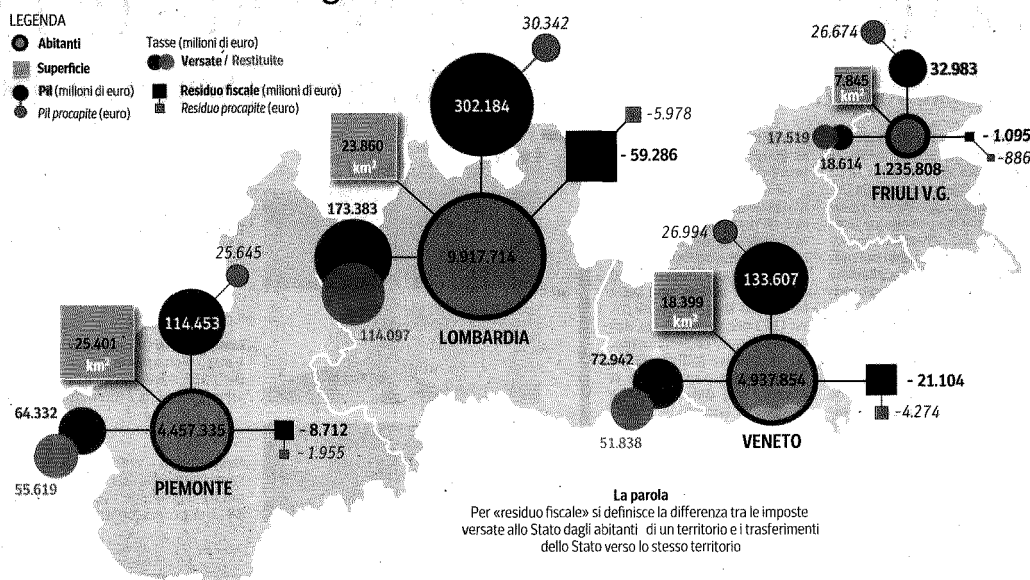 LEGENDA
Abitanti
Superficie
Pil (milioni di euro)
Pil procapite (euro)
Tasse (milioni di euro)
Versate / Restituite
Residuo fiscale (milioni di euro)
Residuo procapite (euro)
30.342
302.184
23.860
km²
-5.978
- 59.286
173.383
9.917.714
114.097
LOMBARDIA
26.674
32.983
7.845
km²
17.519
18.614
- 1.095
-886
1.235.808
FRIULI V.G.
25.645
114.453
25.401
km²
64.332
4.457.335
- 8.712
- 1.955
55.619
PIEMONTE
26.994
133.607
18.399
km²
72.942
4.937.854
- 21.104
-4.274
51.838
VENETO
La parola
Per «residuo fiscale» si definisce la differenza tra le imposte
versate allo Stato dagli abitanti di un territorio e i trasferimenti
dello Stato verso lo stesso territorio